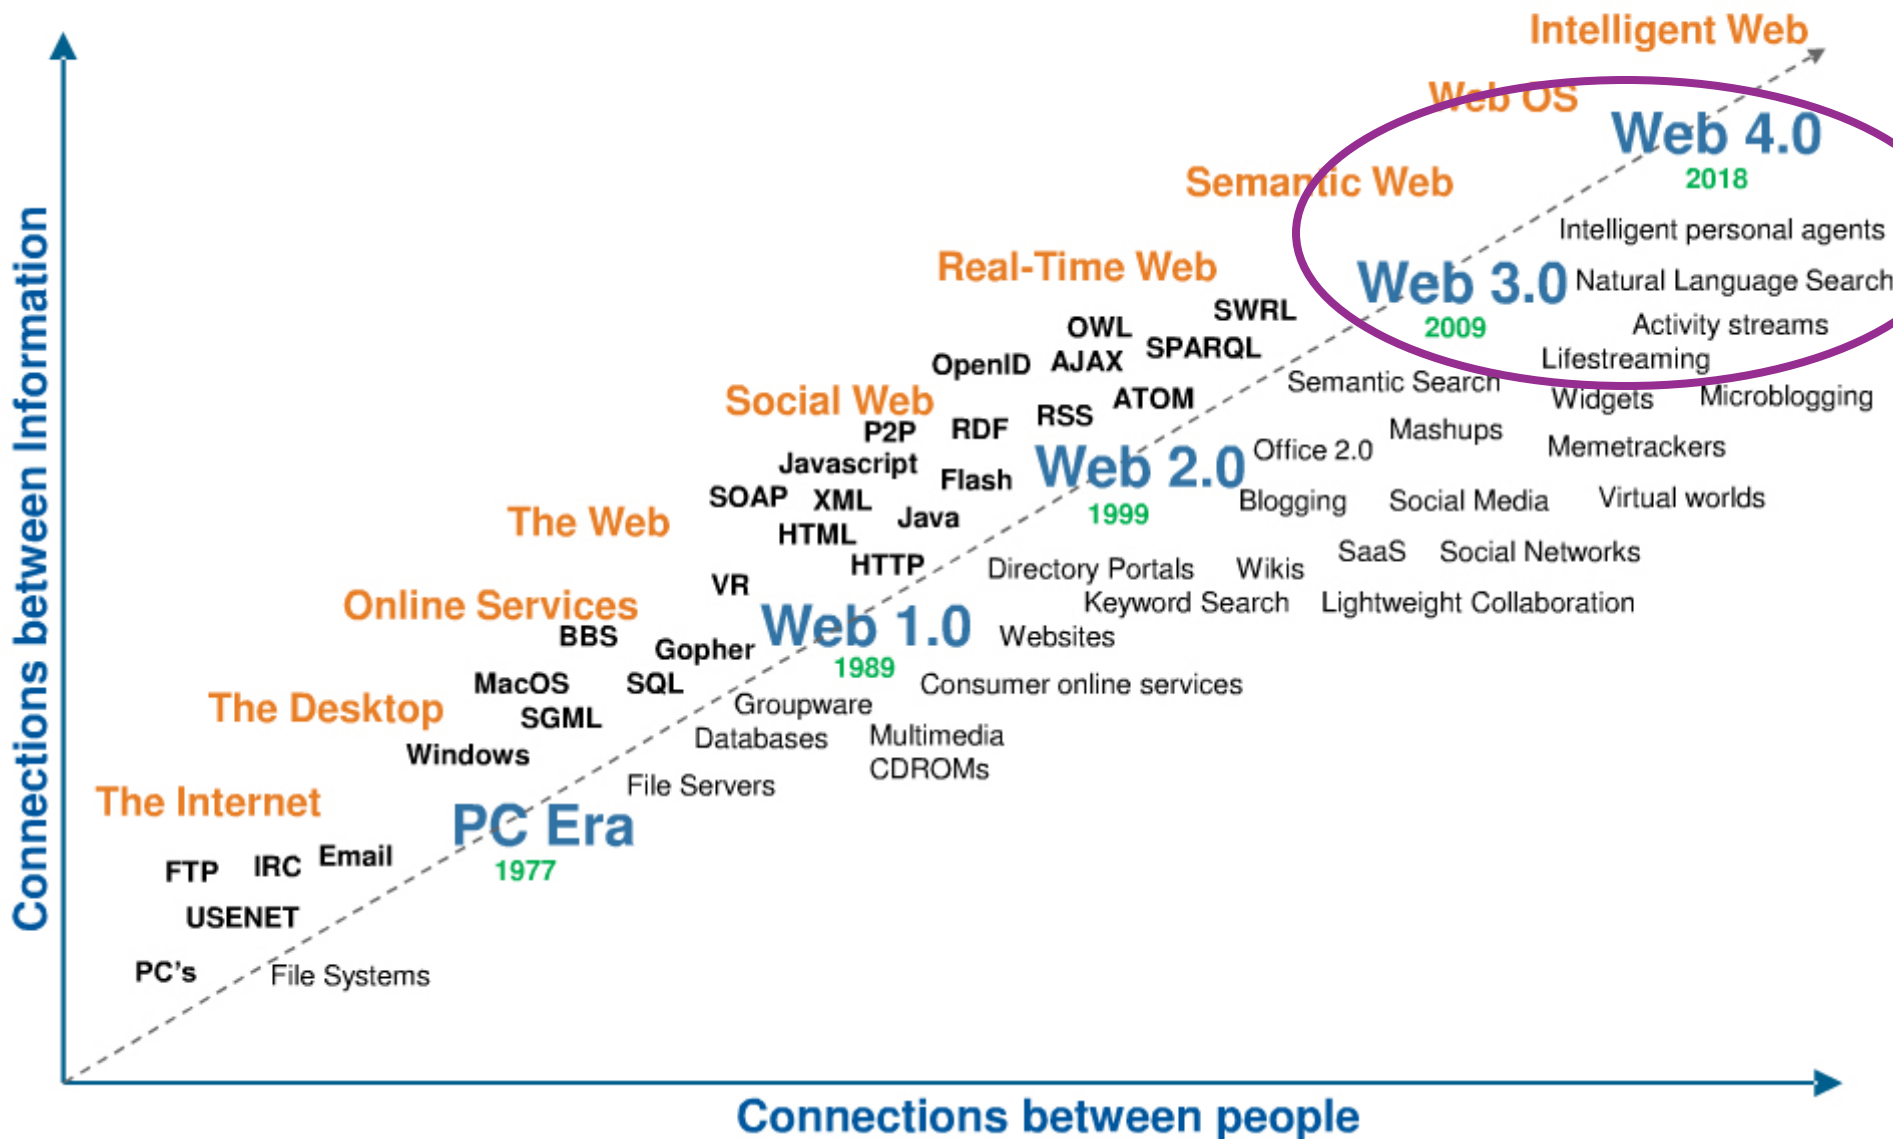 Intelligent Web
Web OS
Web 4.0
2018
Semantic Web
Intelligent personal agents
Real-Time Web
Web 3.0
Natural Language Search
2009
Activity streams
SWRL
OWL
SPARQL
OpenID
AJAX
Lifestreaming
Semantic Search
Widgets
Microblogging
Social Web
ATOM
RSS
RDF
P2P
Mashups
Memetrackers
Office 2.0
Web 2.0
1999
Javascript
Flash
SOAP
XML
Java
HTML
HTTP
Blogging
Social Media
Virtual worlds
The Web
SaaS
Social Networks
Directory Portals
Wikis
Keyword Search
Lightweight Collaboration
VR
Online Services
Web 1.0
1989
Websites
BBS
Gopher
MacOS
SQL
Consumer online services
The Desktop
SGML
Groupware
Databases
Multimedia
CDROMs
Windows
File Servers
The Internet
PC Era
1977
FTP
IRC
Email
USENET
PC's
File Systems
Connections between Information
Connections between people